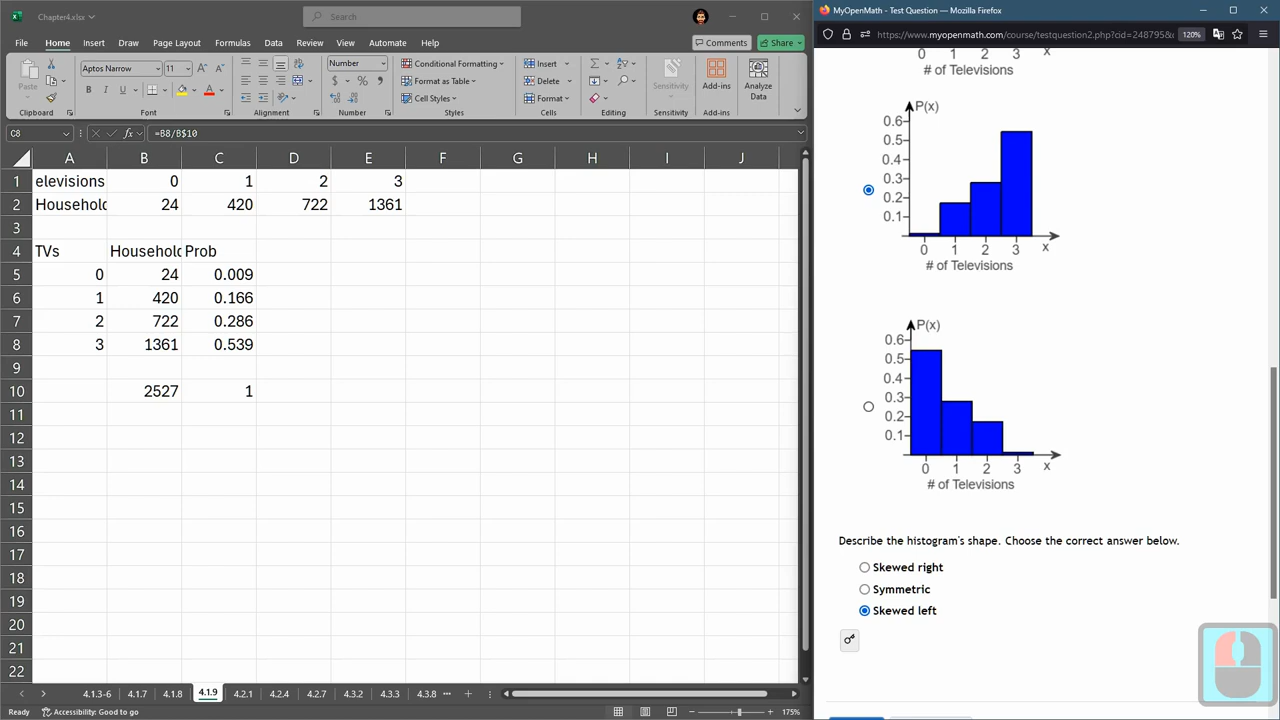 Chapter4.xlsx
Search
File Home Insert Draw Page Layout Formulas Data Review View Automate Help
Comments Share
Paste
Clipboard
Aptos Narrow 11
B I U
Font
Alignment
Number
Number
Conditional Formatting
Format as Table
Cell Styles
Styles
Insert
Delete
Format
Cells
Editing
Sensitivity
Sensitivity
Add-ins
Add-ins
Analyze Data
C8 fx =B8/B$10
A B C D E F G H I J
1 elevisions 0 1 2 3
2 Househol 24 420 722 1361
3
4 TVs Househol Prob
5 0 24 0.009
6 1 420 0.166
7 2 722 0.286
8 3 1361 0.539
9
10 2527 1
11
12
13
14
15
16
17
18
19
20
21
22
4.1.3-6 4.1.7 4.1.8 4.1.9 4.2.1 4.2.4 4.2.7 4.3.2 4.3.3 4.3.8
Ready Accessibility: Good to go 175%
MyOpenMath - Test Question — Mozilla Firefox
https://www.myopenmath.com/course/testquestion2.php?cid=248795& 120%
0 1 2 3 x
# of Televisions
P(x)
0.6
0.5
0.4
0.3
0.2
0.1
0 1 2 3 x
# of Televisions
P(x)
0.6
0.5
0.4
0.3
0.2
0.1
0 1 2 3 x
# of Televisions
Describe the histogram's shape. Choose the correct answer below.
Skewed right
Symmetric
Skewed left